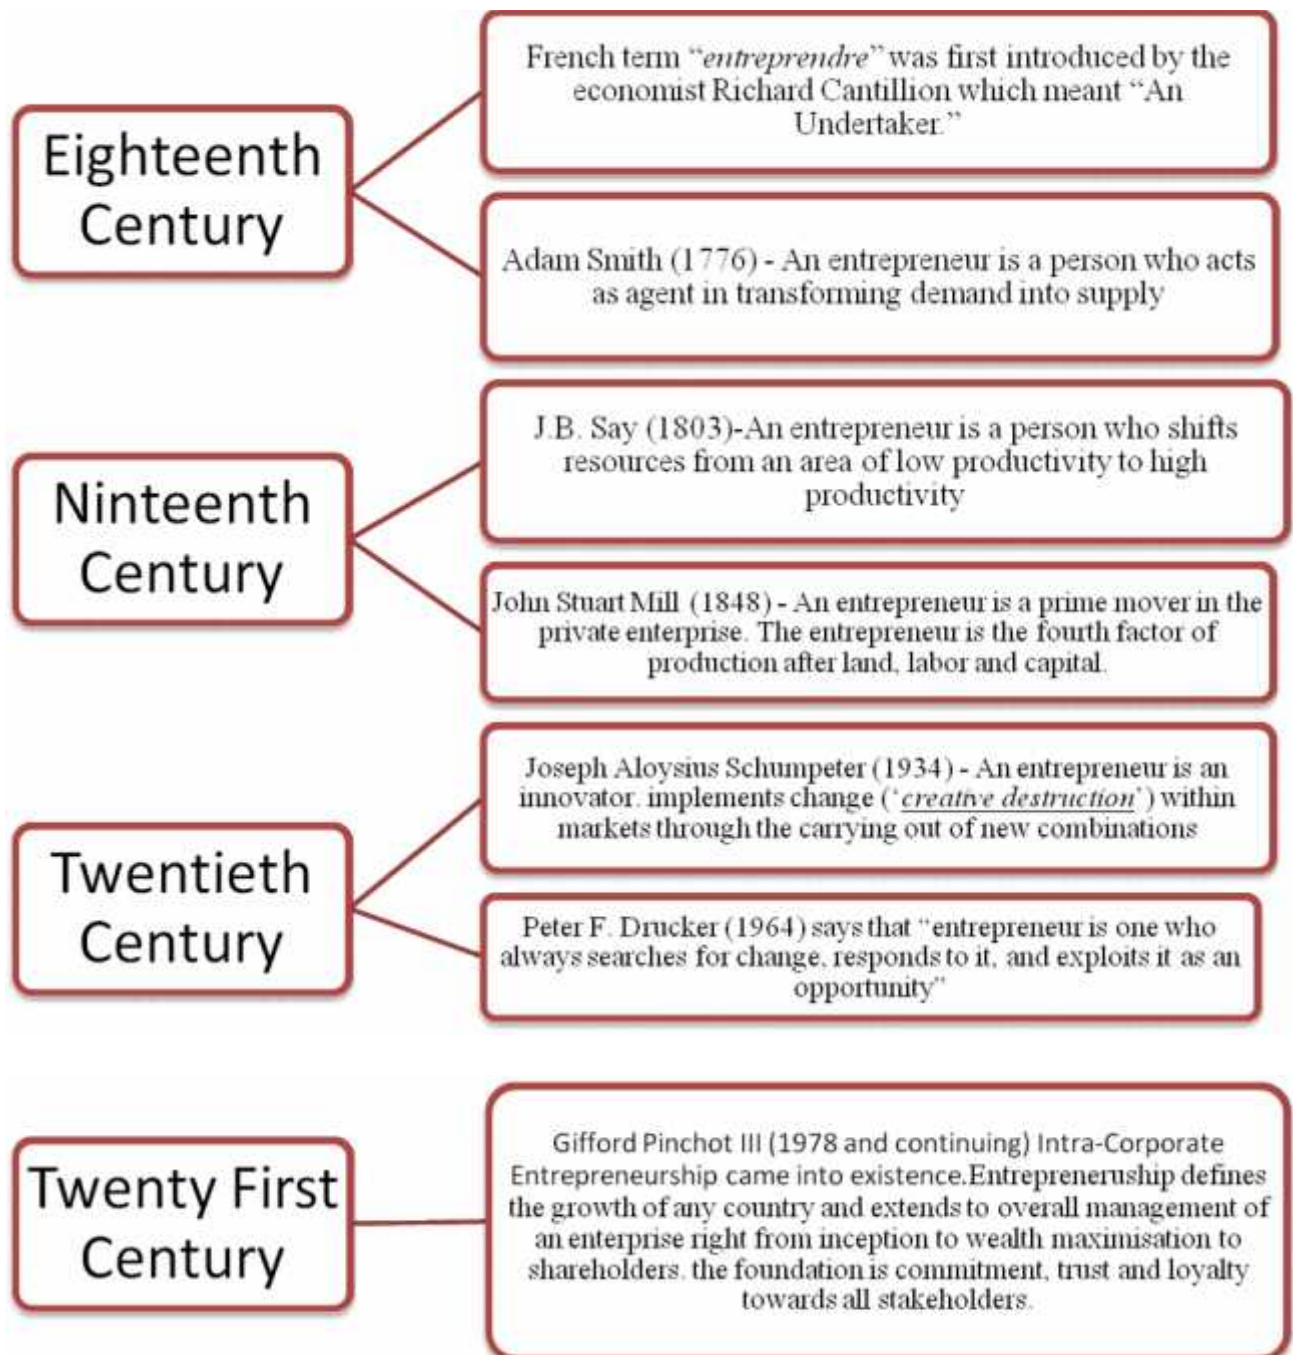 Eighteenth
Century
French term “entreprendre” was first introduced by the
economist Richard Cantillion which meant “An
Undertaker.”
Adam Smith (1776) - An entrepreneur is a person who acts
as agent in transforming demand into supply
Ninteenth
Century
J.B. Say (1803)-An entrepreneur is a person who shifts
resources from an area of low productivity to high
productivity
John Stuart Mill (1848) - An entrepreneur is a prime mover in the
private enterprise. The entrepreneur is the fourth factor of
production after land, labor and capital.
Twentieth
Century
Joseph Aloysius Schumpeter (1934) - An entrepreneur is an
innovator. implements change (‘creative destruction’) within
markets through the carrying out of new combinations
Peter F. Drucker (1964) says that “entrepreneur is one who
always searches for change, responds to it, and exploits it as an
opportunity”
Twenty First
Century
Gifford Pinchot III (1978 and continuing) Intra-Corporate
Entrepreneurship came into existence.Entrepreneruship defines
the growth of any country and extends to overall management of
an enterprise right from inception to wealth maximisation to
shareholders. the foundation is commitment, trust and loyalty
towards all stakeholders.